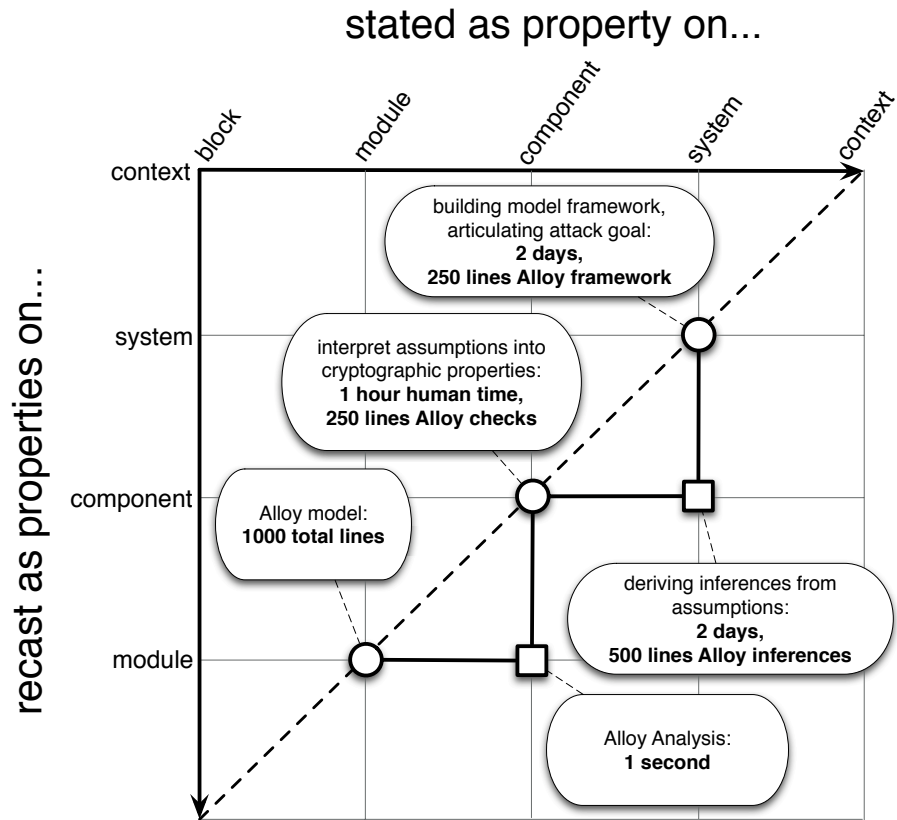 stated as property on...
block
module
component
system
context
recast as properties on...
context
system
component
module
building model framework,
articulating attack goal:
2 days,
250 lines Alloy framework
interpret assumptions into
cryptographic properties:
1 hour human time,
250 lines Alloy checks
Alloy model:
1000 total lines
deriving inferences from
assumptions:
2 days,
500 lines Alloy inferences
Alloy Analysis:
1 second